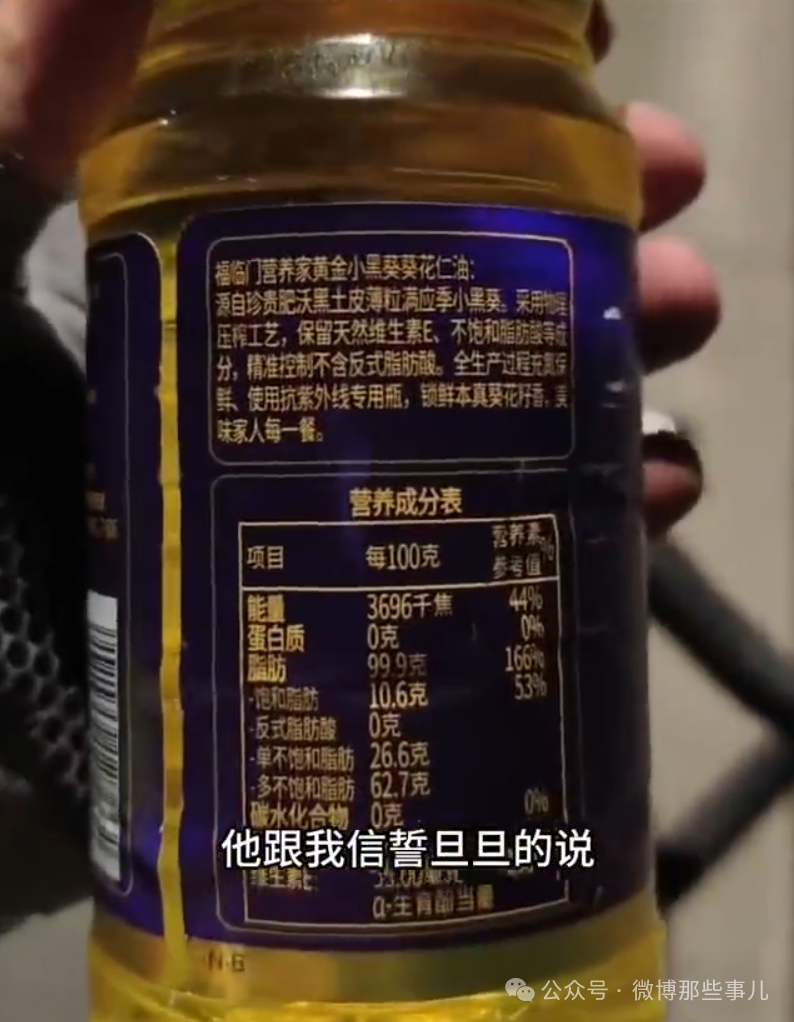 福临门营养家黄金小黑葵葵花仁油：
源自珍贵肥沃黑土皮薄粒满应季小黑葵。采用物理
压榨工艺，保留天然维生素E、不饱和脂肪酸等成
分，精准控制不含反式脂肪酸。全生产过程充氮保
鲜、使用抗紫外线专用瓶，锁鲜本真葵花籽香，美
味家人每一餐。
营养成分表
项目 每100克 营养素参考值%
能量 3696千焦 44%
蛋白质 0克 0%
脂肪 99.9克 166%
-饱和脂肪 10.6克 53%
-反式脂肪酸 0克
-单不饱和脂肪 26.6克
-多不饱和脂肪 62.7克
碳水化合物 0克 0%
他跟我信誓旦旦的说
维生素E
α-生育酚当量
公众号 · 微博那些事儿